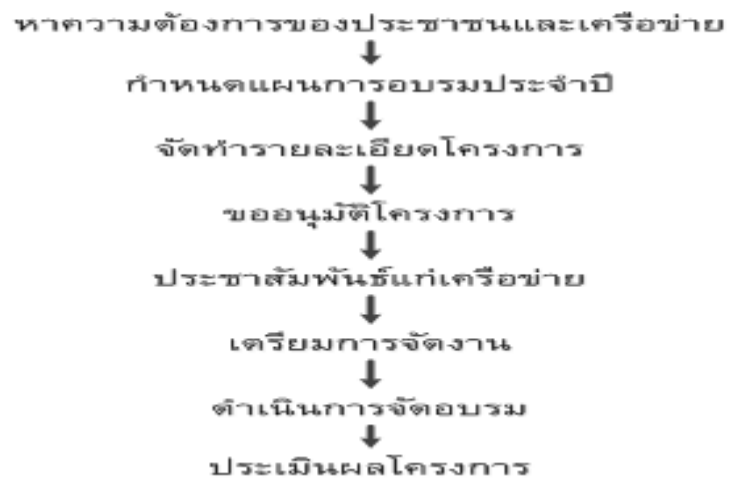 หาความต้องการของประชาชนและเครือข่าย
กำหนดแผนการอบรมประจำปี
จัดทำรายละเอียดโครงการ
ขออนุมัติโครงการ
ประชาสัมพันธ์แก่เครือข่าย
เตรียมการจัดงาน
ดำเนินการจัดอบรม
ประเมินผลโครงการ